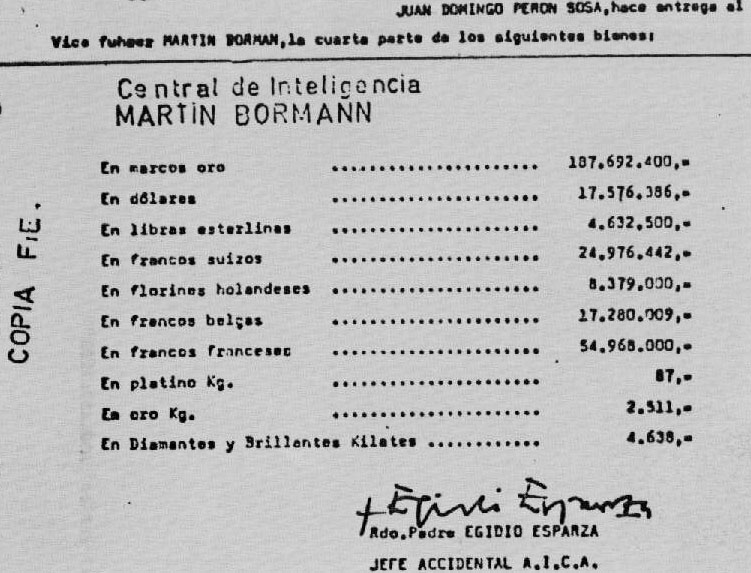 JUAN DOMINGO PERON SOSA,hace entrega al
Vice fuheer MARTIN BORMAN,la cuarta parte de los siguientes bienes:
Central de Inteligencia
MARTIN BORMANN
COPIA FIE.
En marcos oro ...................... 187.692.400,=
En dólares ...................... 17.576.386,=
En libras esterlinas ...................... 4.632.500,=
En francos suizos ...................... 24.976.442,=
En florines holandeses ...................... 8.379.000,=
En francos belgas ...................... 17.280.009,=
En francos franceses ...................... 54.968.000,=
En platino Kg. ...................... 87,=
En oro Kg. ...................... 2.511,=
En Diamantes y Brillantes Kilates ............ 4.638,=
Egidio Esparza
Rdo.Padre EGIDIO ESPARZA
JEFE ACCIDENTAL A.I.C.A.